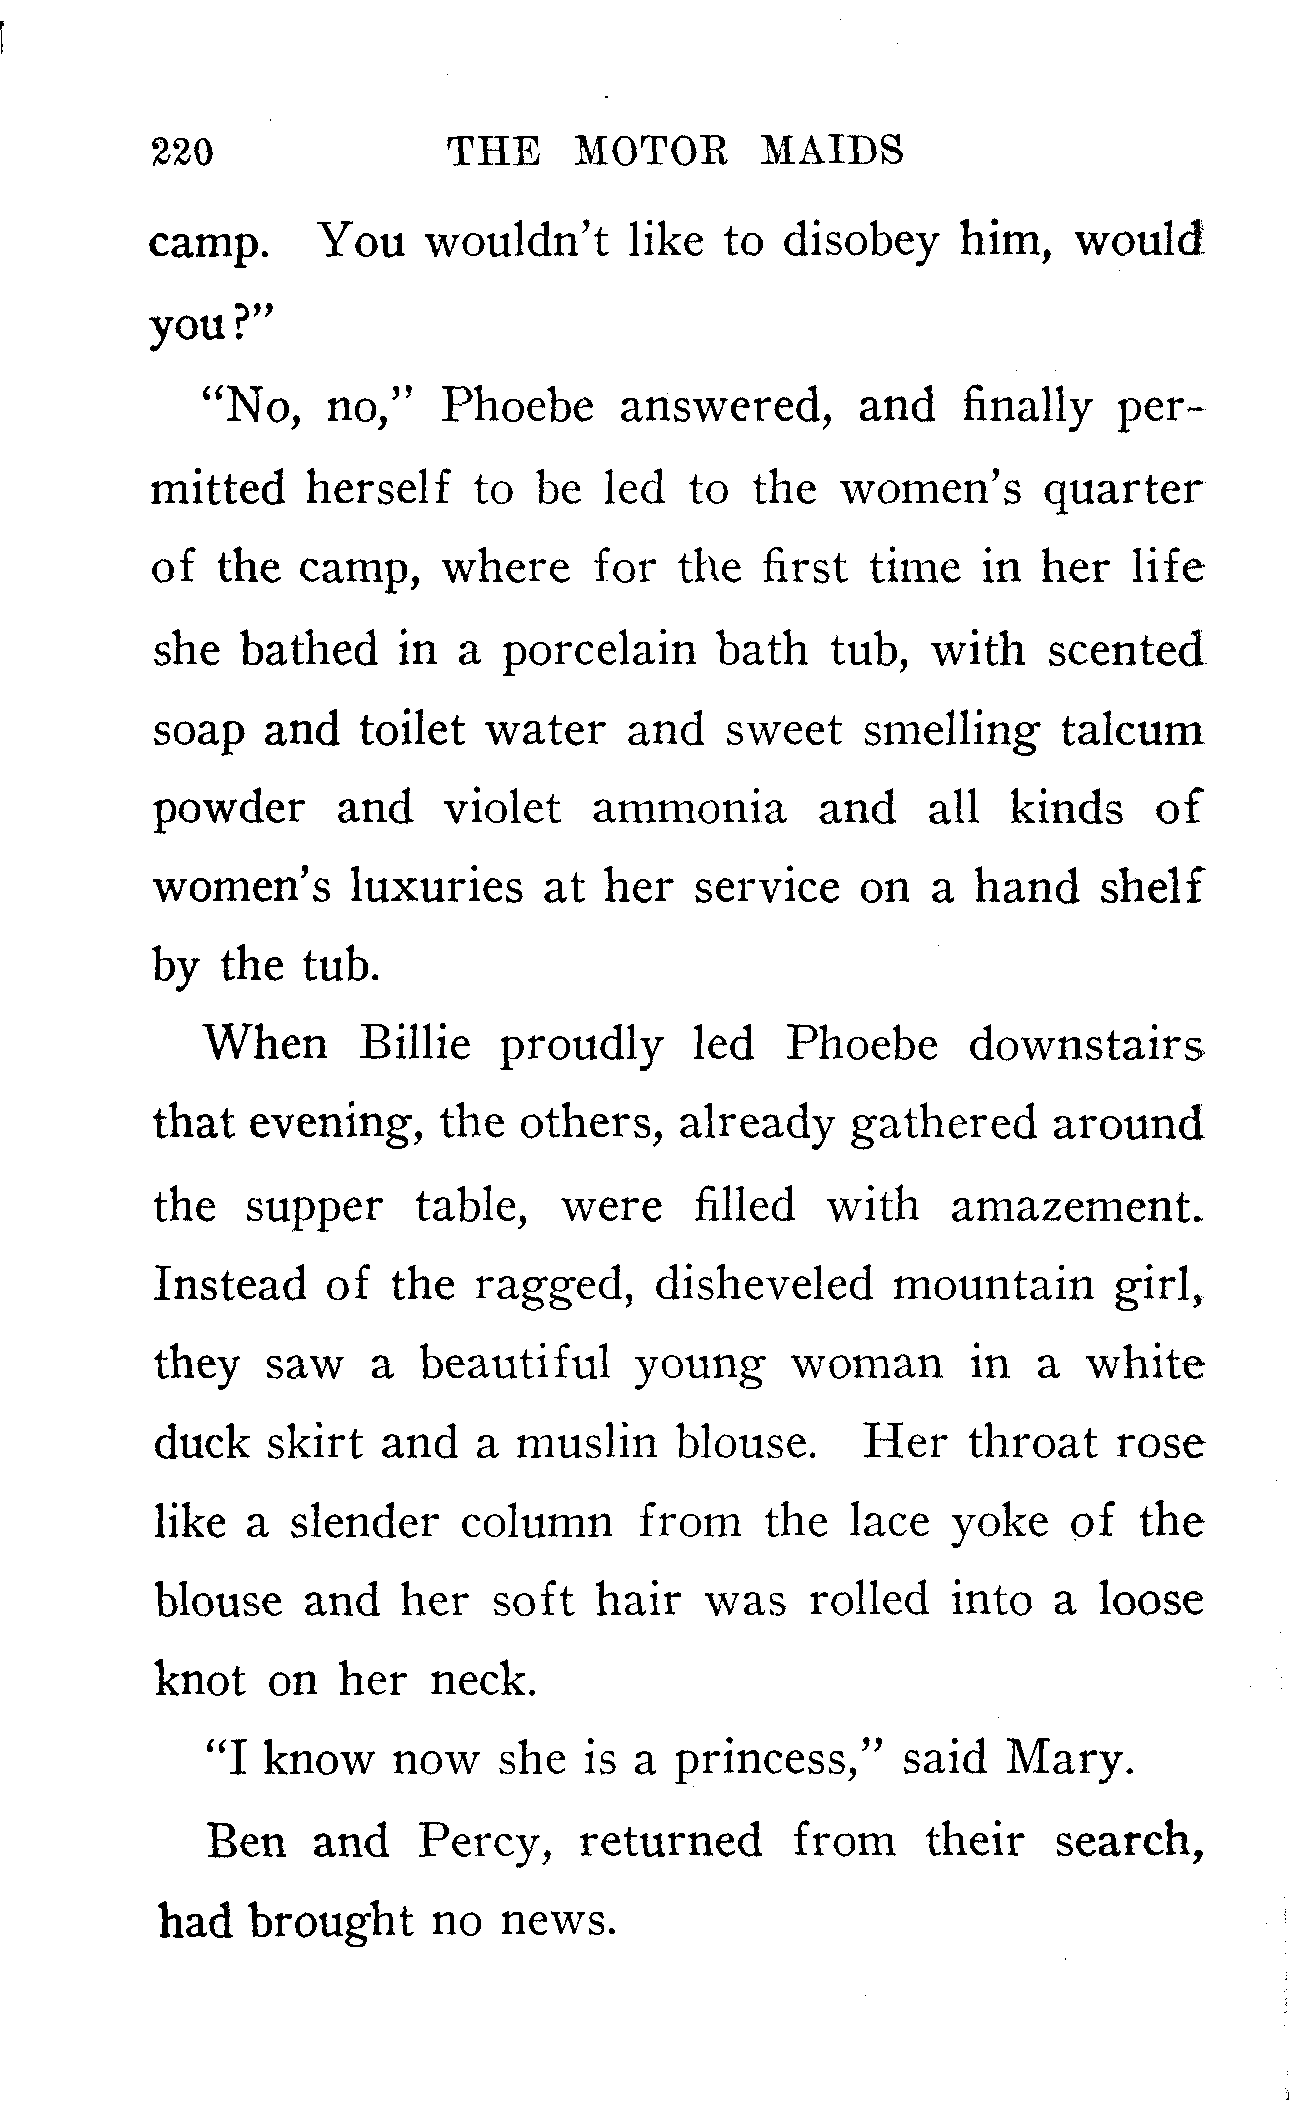 220 THE MOTOR MAIDS
camp. You wouldn't like to disobey him, would
you?"
"No, no," Phoebe answered, and finally per-
mitted herself to be led to the women's quarter
of the camp, where for the first time in her life
she bathed in a porcelain bath tub, with scented
soap and toilet water and sweet smelling talcum
powder and violet ammonia and all kinds of
women's luxuries at her service on a hand shelf
by the tub.
When Billie proudly led Phoebe downstairs
that evening, the others, already gathered around
the supper table, were filled with amazement.
Instead of the ragged, disheveled mountain girl,
they saw a beautiful young woman in a white
duck skirt and a muslin blouse. Her throat rose
like a slender column from the lace yoke of the
blouse and her soft hair was rolled into a loose
knot on her neck.
"I know now she is a princess," said Mary.
Ben and Percy, returned from their search,
had brought no news.